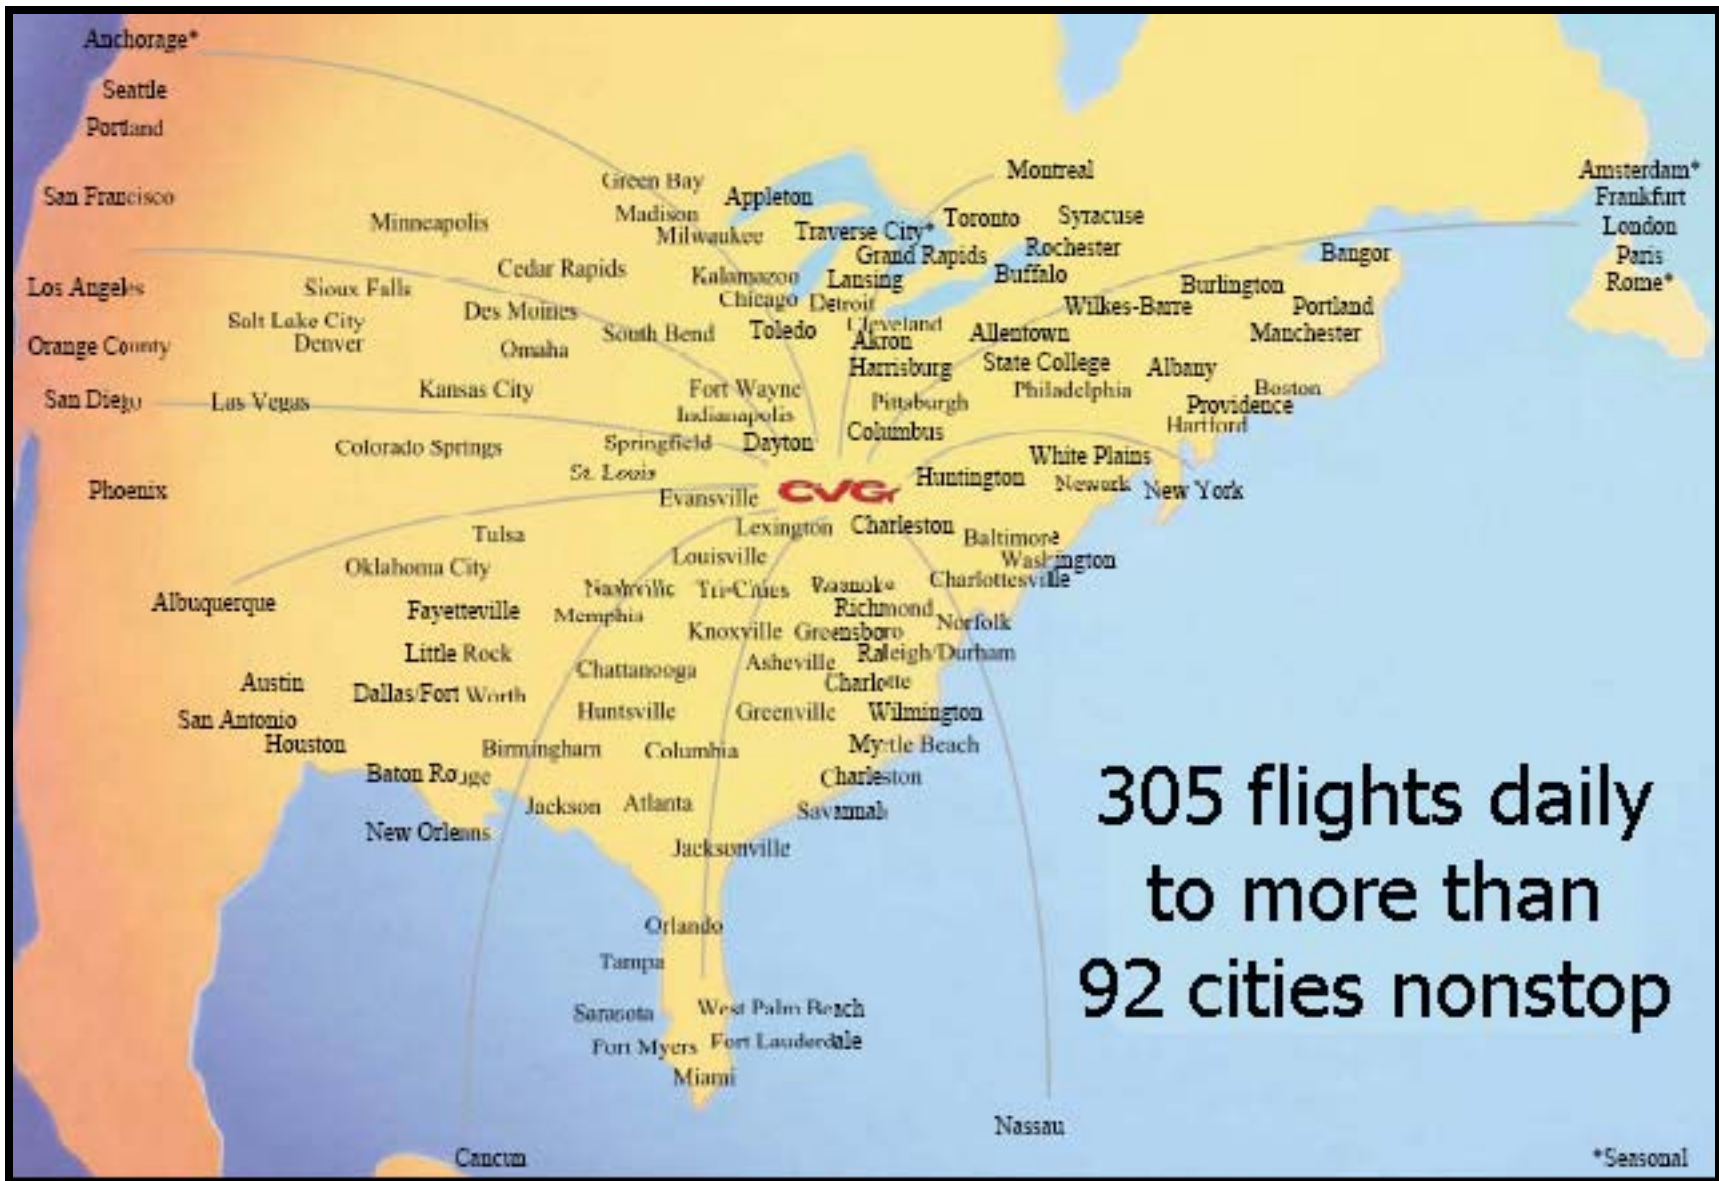 Anchorage*
Seattle
Portland
San Francisco
Los Angeles
Orange County
San Diego
Phoenix
Minneapolis
Sioux Falls
Salt Lake City
Denver
Las Vegas
Colorado Springs
Albuquerque
Green Bay
Appleton
Madison
Milwaukee
Cedar Rapids
Kalamazoo
Chicago
Des Moines
South Bend
Omaha
Kansas City
Fort Wayne
Indianapolis
Springfield
Dayton
St. Louis
Evansville
CVG
Traverse City*
Grand Rapids
Lansing
Detroit
Toledo
Cleveland
Akron
Harrisburg
Pittsburgh
Columbus
Huntington
Montreal
Toronto
Syracuse
Rochester
Buffalo
Bangor
Burlington
Wilkes-Barre
Portland
Allentown
Manchester
State College
Albany
Philadelphia
Boston
Providence
Hartford
White Plains
Newark
New York
Amsterdam*
Frankfurt
London
Paris
Rome*
Tulsa
Oklahoma City
Fayetteville
Little Rock
Austin
Dallas/Fort Worth
San Antonio
Houston
Baton Rouge
New Orleans
Lexington
Charleston
Baltimore
Washington
Louisville
Charlottesville
Nashville
Tri-Cities
Roanoke
Memphis
Richmond
Norfolk
Knoxville
Greensboro
Raleigh/Durham
Chattanooga
Asheville
Charlotte
Huntsville
Greenville
Wilmington
Birmingham
Columbia
Myrtle Beach
Charleston
Jackson
Atlanta
Savannah
Jacksonville
Orlando
Tampa
Sarasota
West Palm Beach
Fort Myers
Fort Lauderdale
Miami
Cancun
Nassau
305 flights daily
to more than
92 cities nonstop
*Seasonal